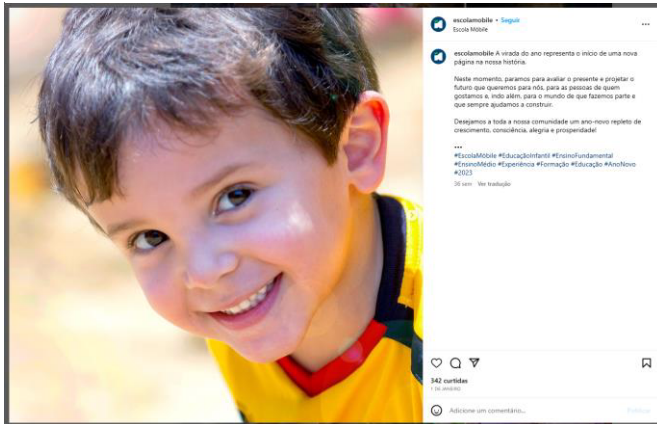 escolamobile • Seguir
Escola Móbile
escolamobile A virada do ano representa o início de uma nova
página na nossa história.
Neste momento, paramos para avaliar o presente e projetar o
futuro que queremos para nós, para as pessoas de quem
gostamos e, indo além, para o mundo de que fazemos parte e
que sempre ajudamos a construir.
Desejamos a toda a nossa comunidade um ano-novo repleto de
crescimento, consciência, alegria e prosperidade!
•••
#EscolaMóbile #EducaçãoInfantil #EnsinoFundamental
#EnsinoMédio #Experiência #Formação #Educação #AnoNovo
#2023
38 sem Ver tradução
342 curtidas
Adicione um comentário...
Publicar